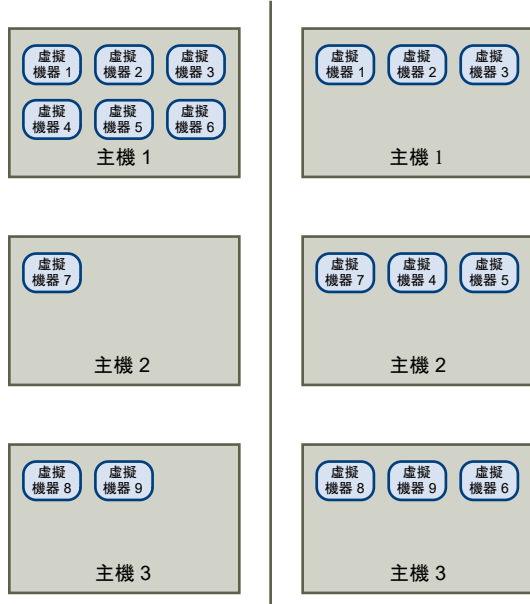 虛擬
機器 1
虛擬
機器 2
虛擬
機器 3
虛擬
機器 4
虛擬
機器 5
虛擬
機器 6
主機 1
虛擬
機器 7
主機 2
虛擬
機器 8
虛擬
機器 9
主機 3
虛擬
機器 1
虛擬
機器 2
虛擬
機器 3
主機 1
虛擬
機器 7
虛擬
機器 4
虛擬
機器 5
主機 2
虛擬
機器 8
虛擬
機器 9
虛擬
機器 6
主機 3